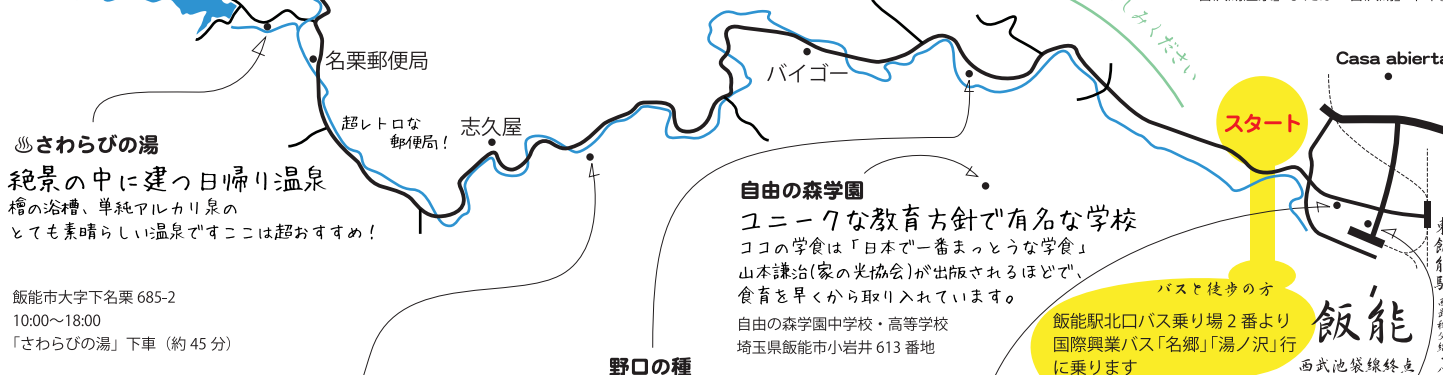 しみください
Casa abierta
名栗郵便局
バイゴー
超レトロな
郵便局！
志久屋
スタート
さわらびの湯
絶景の中に建つ日帰り温泉
檜の浴槽、単純アルカリ泉の
とても素晴らしい温泉ですここは超おすすめ！
飯能市大字下名栗 685-2
10:00〜18:00
「さわらびの湯」下車（約 45 分）
自由の森学園
ユニークな教育方針で有名な学校
ココの学食は「日本で一番まっとうな学食」
山本謙治(家の光協会)が出版されるほどで、
食育を早くから取り入れています。
自由の森学園中学校・高等学校
埼玉県飯能市小岩井 613 番地
野口の種
バスと徒歩の方
飯能駅北口バス乗り場 2 番より
国際興業バス「名郷」「湯ノ沢」行
に乗ります
飯能
西武池袋線終点
東飯能駅